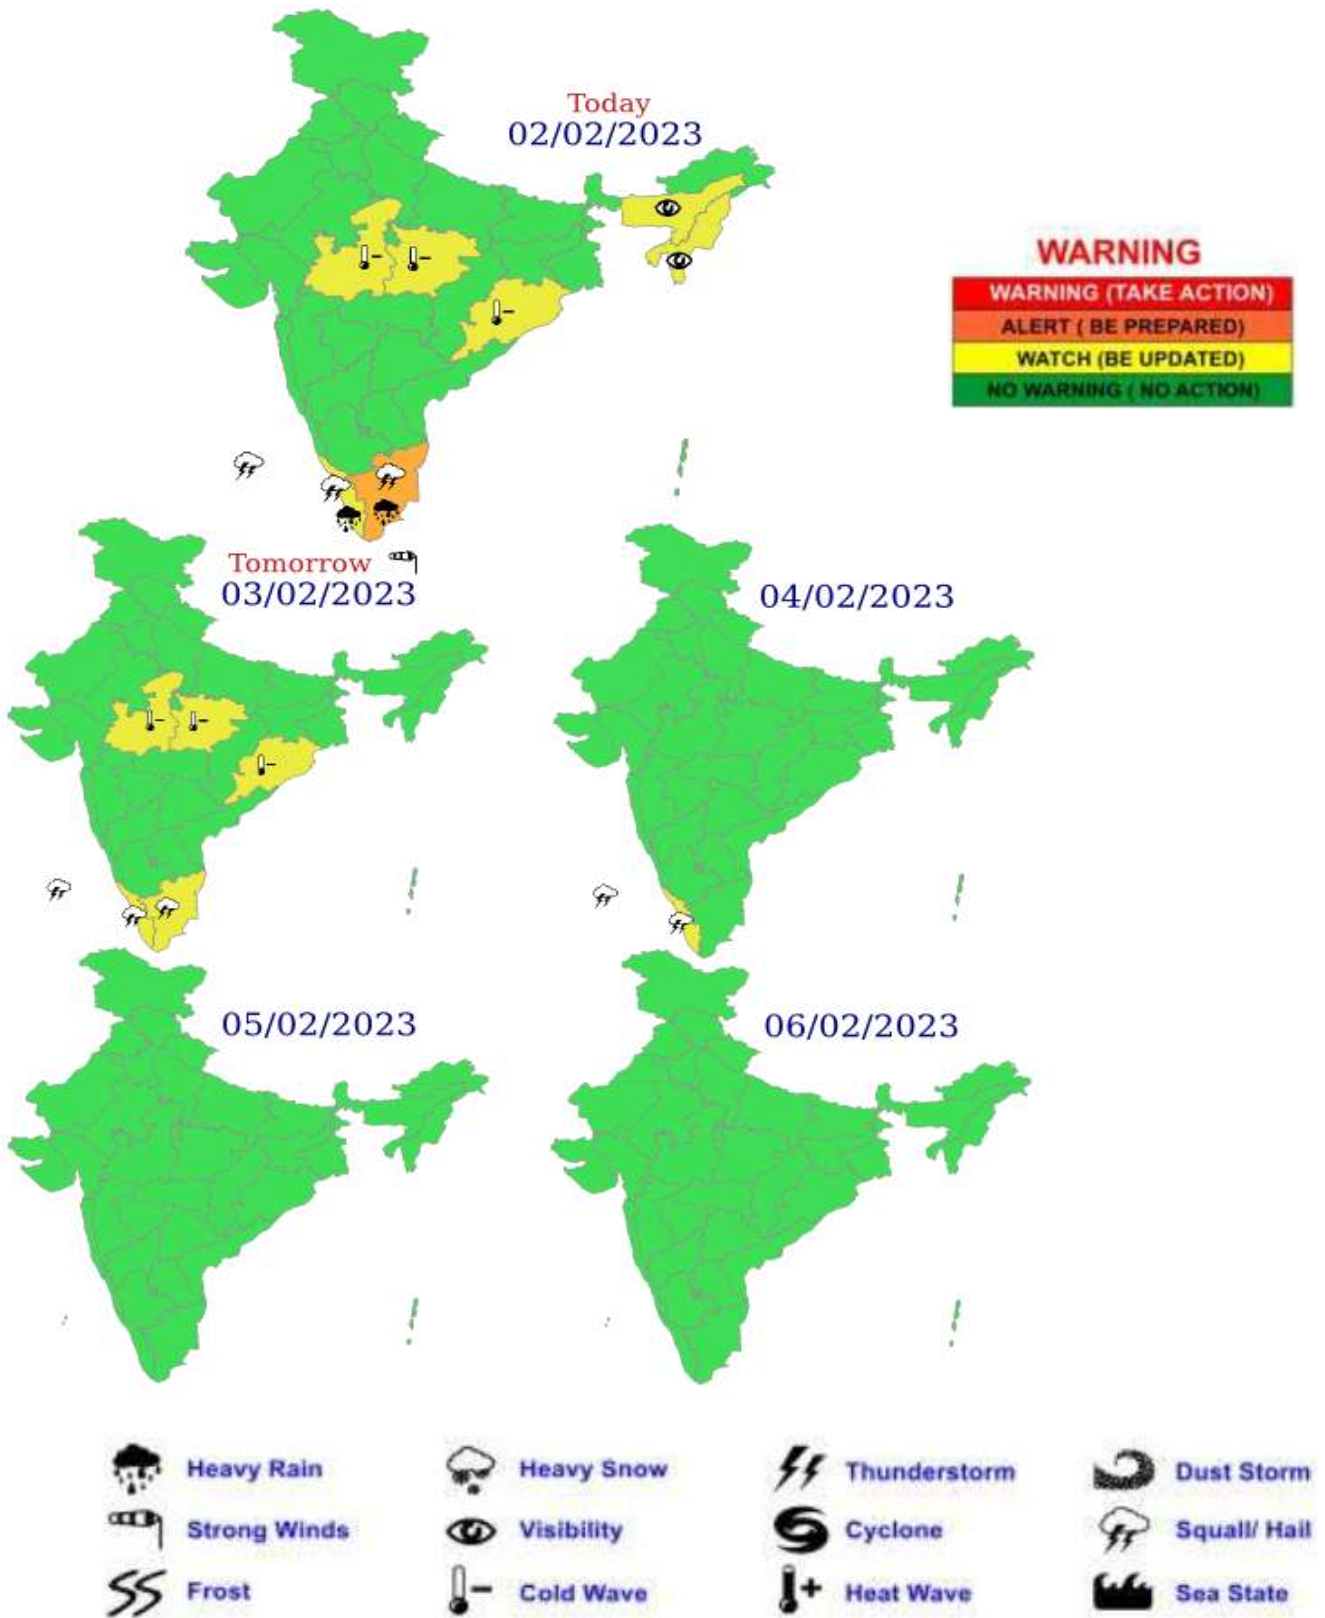 Today
02/02/2023
WARNING
WARNING (TAKE ACTION)
ALERT ( BE PREPARED)
WATCH (BE UPDATED)
NO WARNING ( NO ACTION)
Tomorrow
03/02/2023
04/02/2023
05/02/2023
06/02/2023
Heavy Rain
Heavy Snow
Thunderstorm
Dust Storm
Strong Winds
Visibility
Cyclone
Squall/ Hail
Frost
Cold Wave
Heat Wave
Sea State